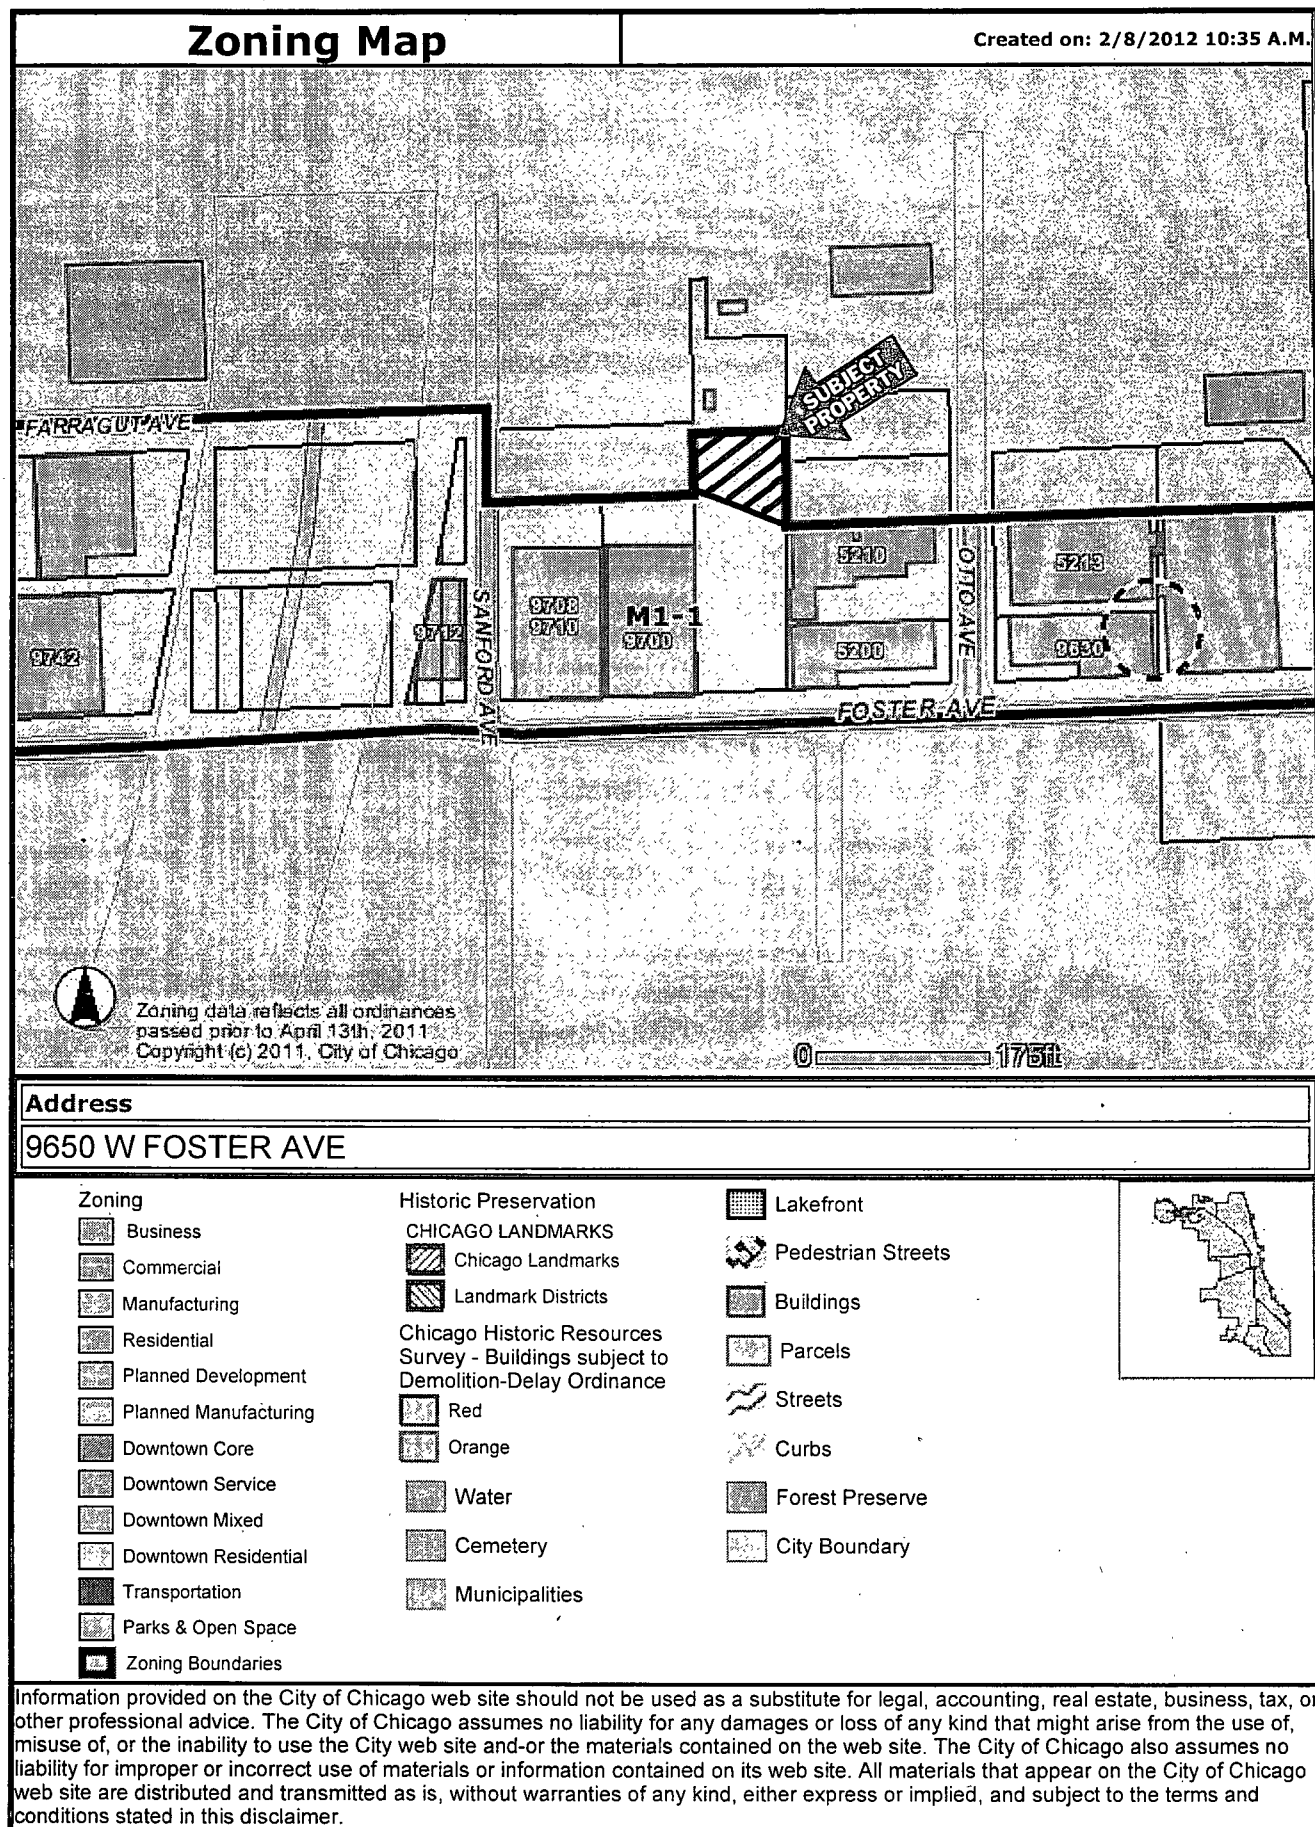 Zoning Map
Created on: 2/8/2012 10:35 A.M.
SUBJECT
PROPERTY
FARRAGUT AVE
5210
5213
OTTO AVE
9708
9710
M1-1
9700
SANFORD AVE
9712
9742
5200
9630
FOSTER AVE
Zoning data reflects all ordinances
passed prior to April 13th, 2011
Copyright (c) 2011, City of Chicago
0 175ft
Address
9650 W FOSTER AVE
Zoning
Business
Commercial
Manufacturing
Residential
Planned Development
Planned Manufacturing
Downtown Core
Downtown Service
Downtown Mixed
Downtown Residential
Transportation
Parks & Open Space
Zoning Boundaries
Historic Preservation
CHICAGO LANDMARKS
Chicago Landmarks
Landmark Districts
Chicago Historic Resources
Survey - Buildings subject to
Demolition-Delay Ordinance
Red
Orange
Water
Cemetery
Municipalities
Lakefront
Pedestrian Streets
Buildings
Parcels
Streets
Curbs
Forest Preserve
City Boundary
Information provided on the City of Chicago web site should not be used as a substitute for legal, accounting, real estate, business, tax, or
other professional advice. The City of Chicago assumes no liability for any damages or loss of any kind that might arise from the use of,
misuse of, or the inability to use the City web site and-or the materials contained on the web site. The City of Chicago also assumes no
liability for improper or incorrect use of materials or information contained on its web site. All materials that appear on the City of Chicago
web site are distributed and transmitted as is, without warranties of any kind, either express or implied, and subject to the terms and
conditions stated in this disclaimer.